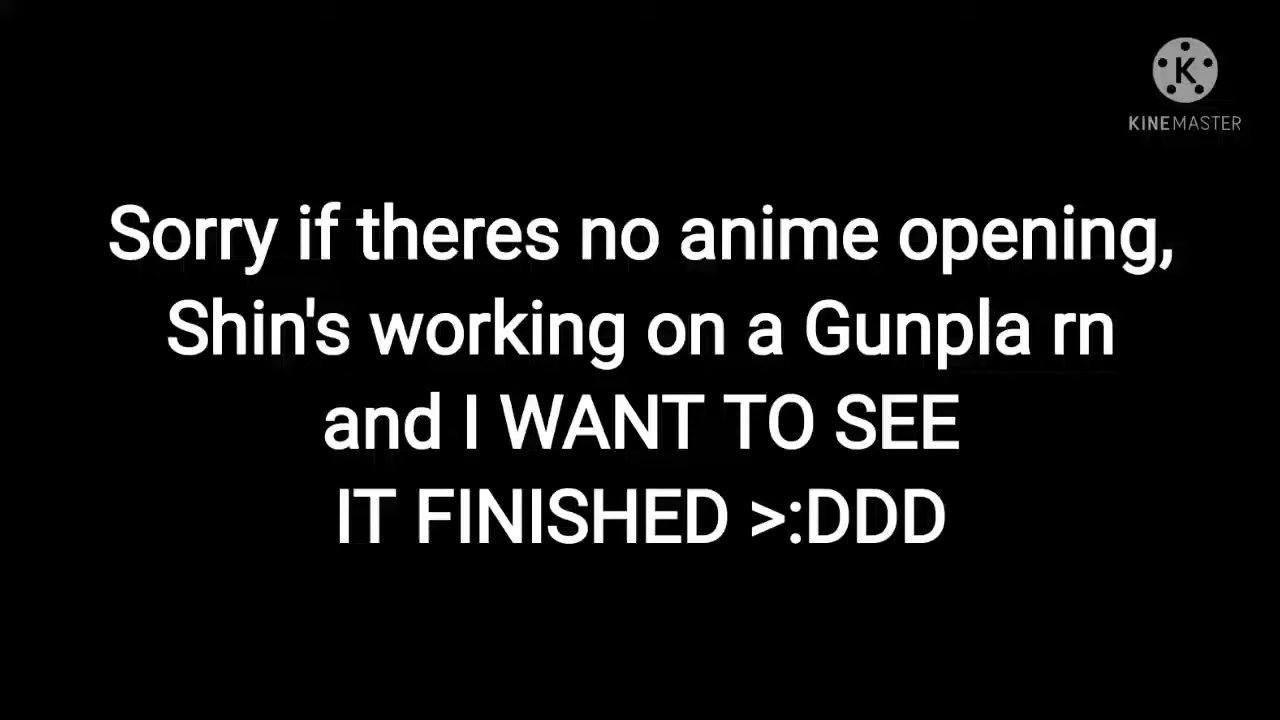 K
KINEMASTER
Sorry if theres no anime opening,
Shin's working on a Gunpla rn
and I WANT TO SEE
IT FINISHED >:DDD